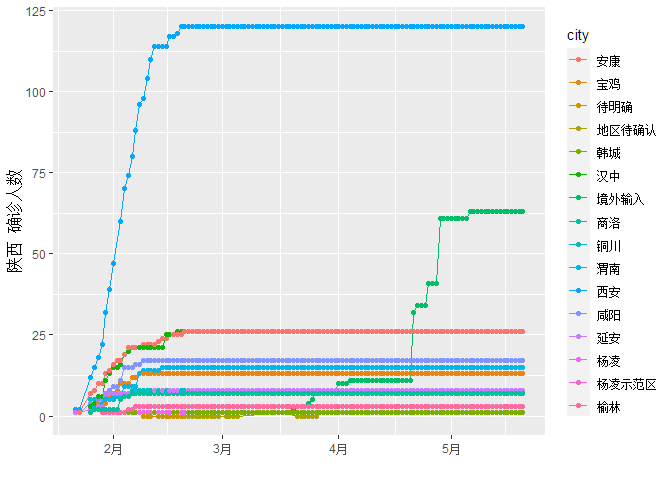 陕西 确诊人数
125
100
75
50
25
0
2月
3月
4月
5月
city
安康
宝鸡
待明确
地区待确认
韩城
汉中
境外输入
商洛
铜川
渭南
西安
咸阳
延安
杨凌
杨凌示范区
榆林